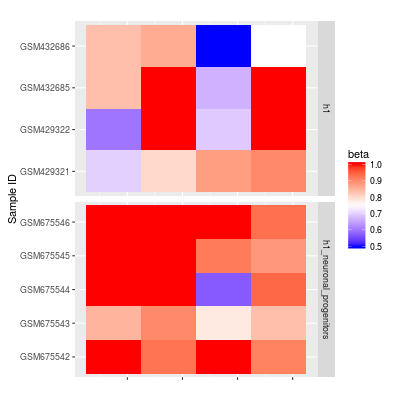 GSM432686
GSM432685
GSM429322
GSM429321
h1
GSM675546
GSM675545
GSM675544
GSM675543
GSM675542
h1_neuronal_progenitors
Sample ID
beta
1.0
0.9
0.8
0.7
0.6
0.5